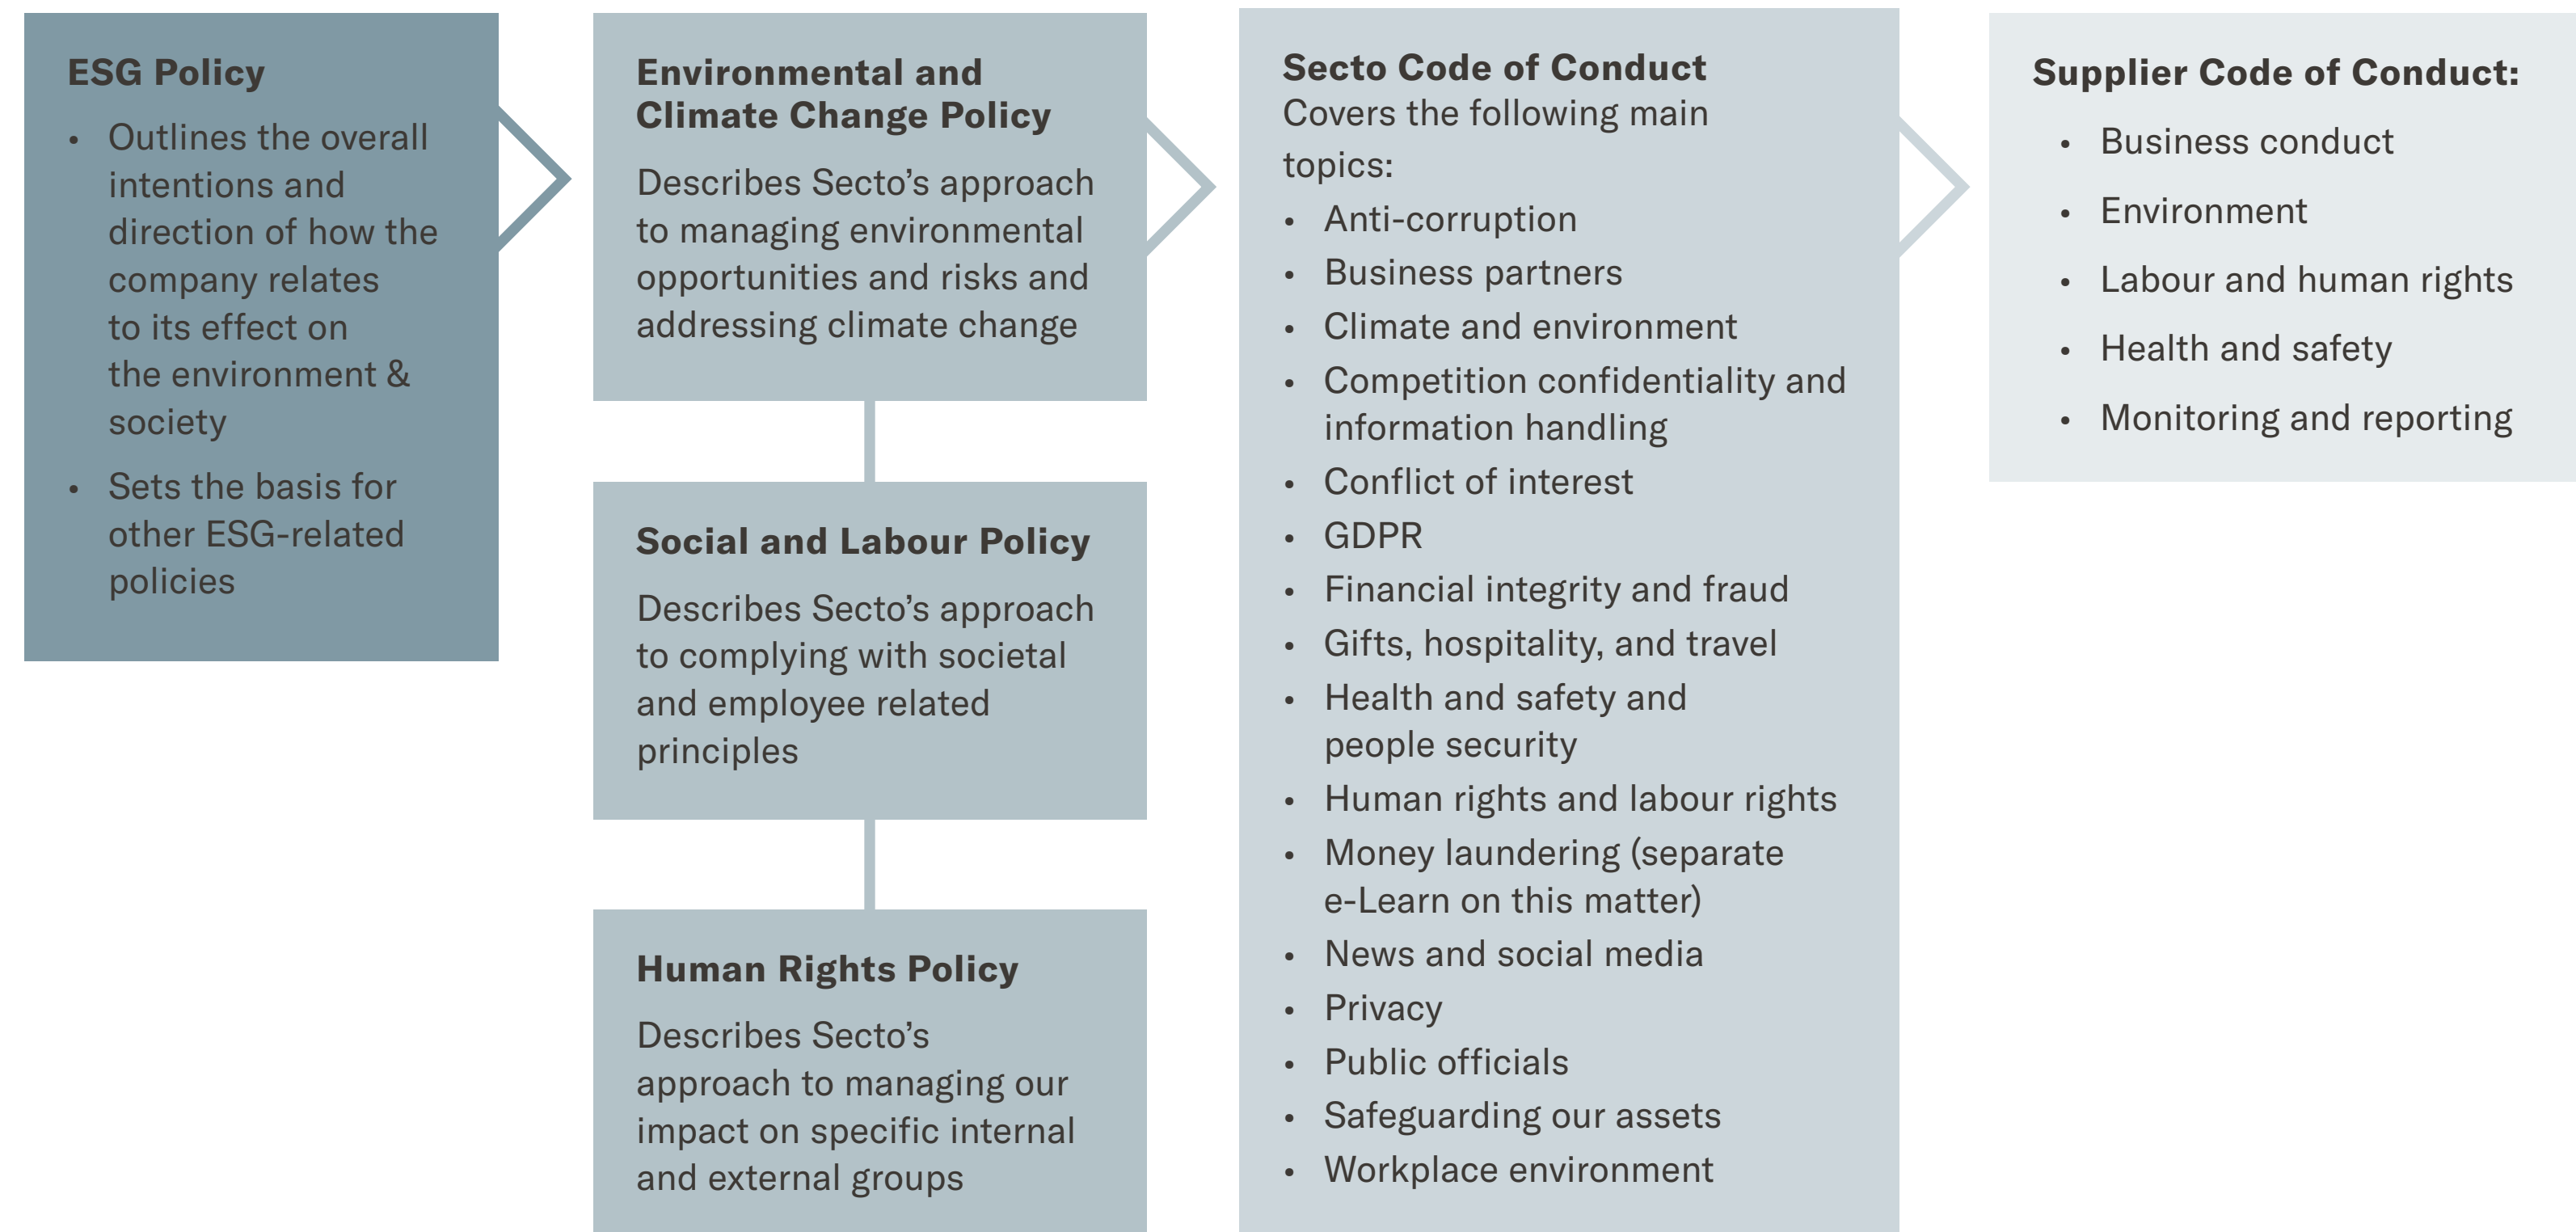 ESG Policy
• Outlines the overall
intentions and
direction of how the
company relates
to its effect on
the environment &
society
• Sets the basis for
other ESG-related
policies
Environmental and
Climate Change Policy
Describes Secto’s approach
to managing environmental
opportunities and risks and
addressing climate change
Social and Labour Policy
Describes Secto’s approach
to complying with societal
and employee related
principles
Human Rights Policy
Describes Secto’s
approach to managing our
impact on specific internal
and external groups
Secto Code of Conduct
Covers the following main
topics:
• Anti-corruption
• Business partners
• Climate and environment
• Competition confidentiality and
information handling
• Conflict of interest
• GDPR
• Financial integrity and fraud
• Gifts, hospitality, and travel
• Health and safety and
people security
• Human rights and labour rights
• Money laundering (separate
e-Learn on this matter)
• News and social media
• Privacy
• Public officials
• Safeguarding our assets
• Workplace environment
Supplier Code of Conduct:
• Business conduct
• Environment
• Labour and human rights
• Health and safety
• Monitoring and reporting